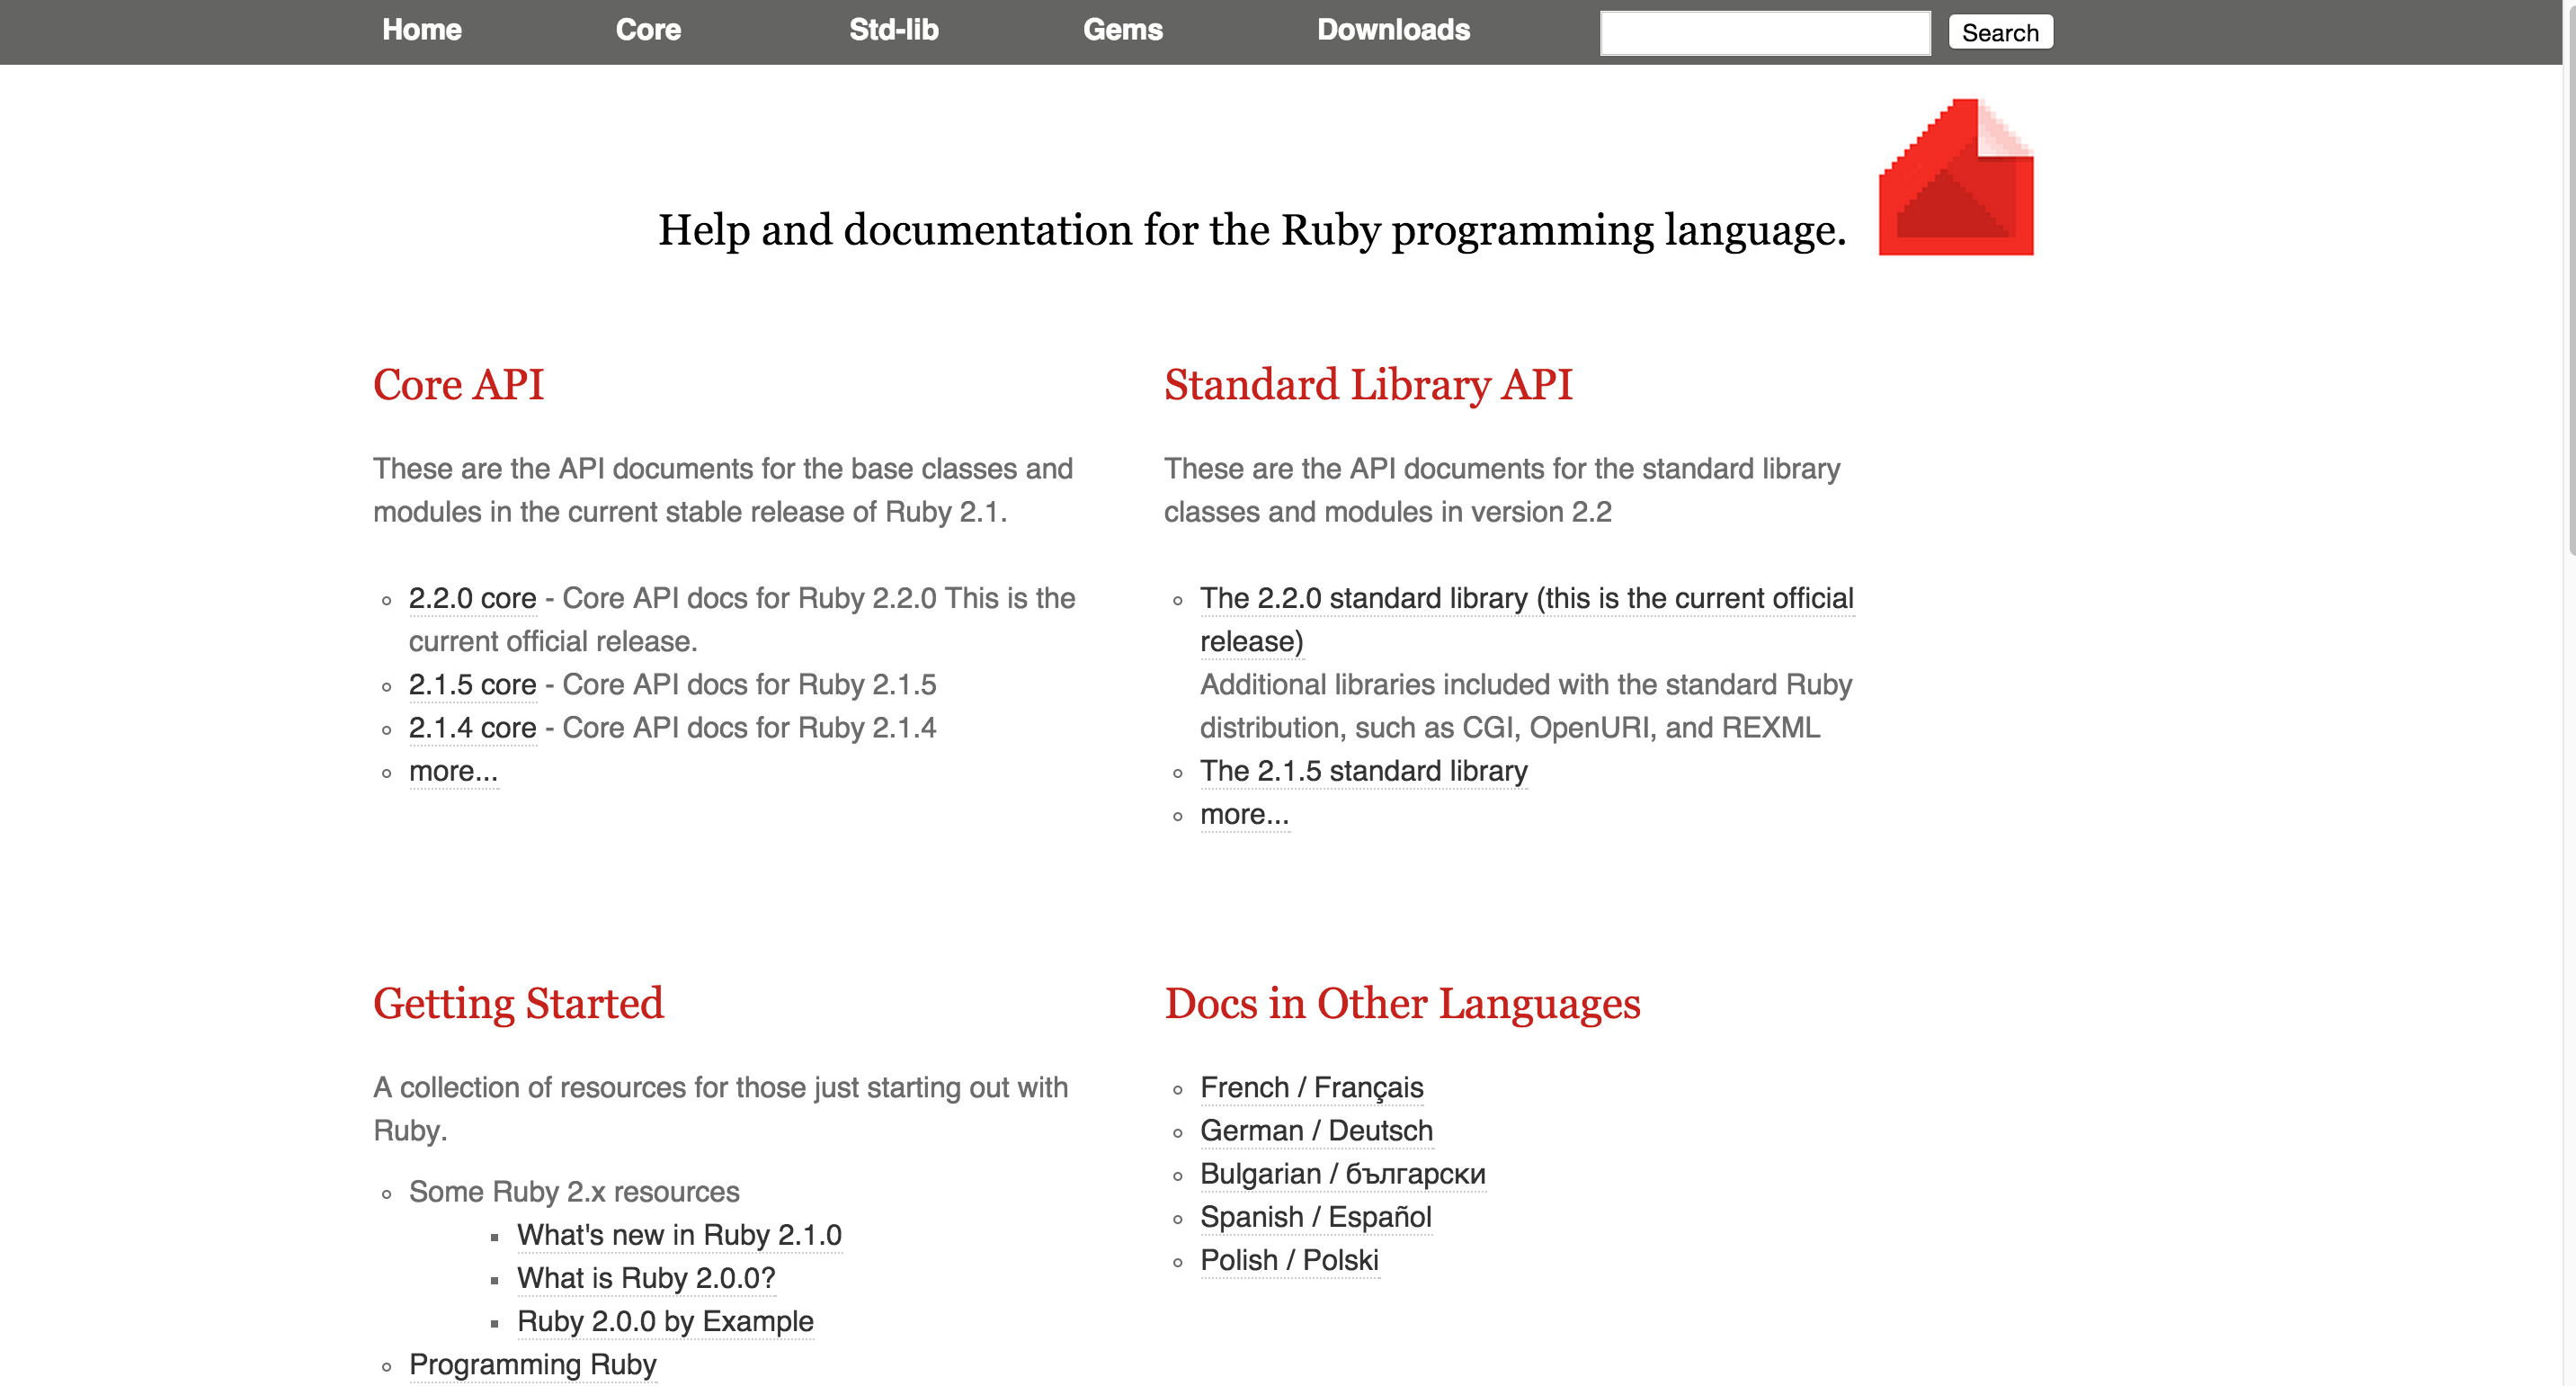 Home Core Std-lib Gems Downloads Search
Help and documentation for the Ruby programming language.
Core API
These are the API documents for the base classes and
modules in the current stable release of Ruby 2.1.
2.2.0 core - Core API docs for Ruby 2.2.0 This is the
current official release.
2.1.5 core - Core API docs for Ruby 2.1.5
2.1.4 core - Core API docs for Ruby 2.1.4
more...
Standard Library API
These are the API documents for the standard library
classes and modules in version 2.2
The 2.2.0 standard library (this is the current official
release)
Additional libraries included with the standard Ruby
distribution, such as CGI, OpenURI, and REXML
The 2.1.5 standard library
more...
Getting Started
A collection of resources for those just starting out with
Ruby.
Some Ruby 2.x resources
What's new in Ruby 2.1.0
What is Ruby 2.0.0?
Ruby 2.0.0 by Example
Programming Ruby
Docs in Other Languages
French / Français
German / Deutsch
Bulgarian / български
Spanish / Español
Polish / Polski